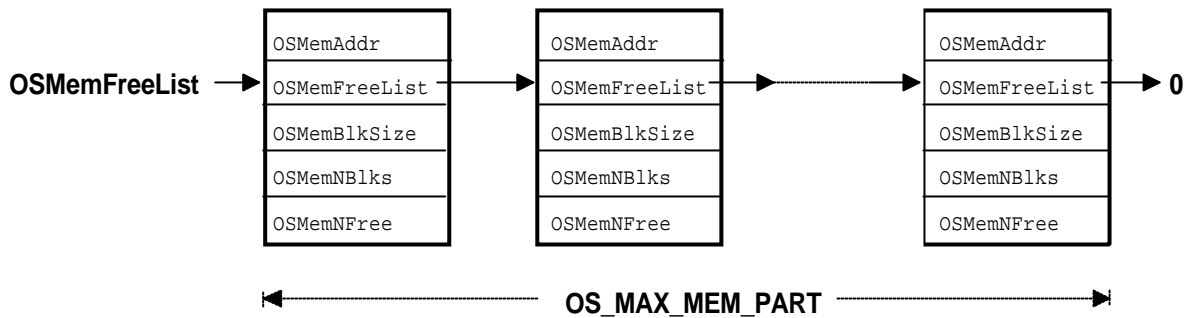 OSMemAddr OSMemAddr OSMemAddr
OSMemFreeList OSMemFreeList OSMemFreeList OSMemFreeList 0
OSMemBlkSize OSMemBlkSize OSMemBlkSize
OSMemNBlks OSMemNBlks OSMemNBlks
OSMemNFree OSMemNFree OSMemNFree
OS_MAX_MEM_PART